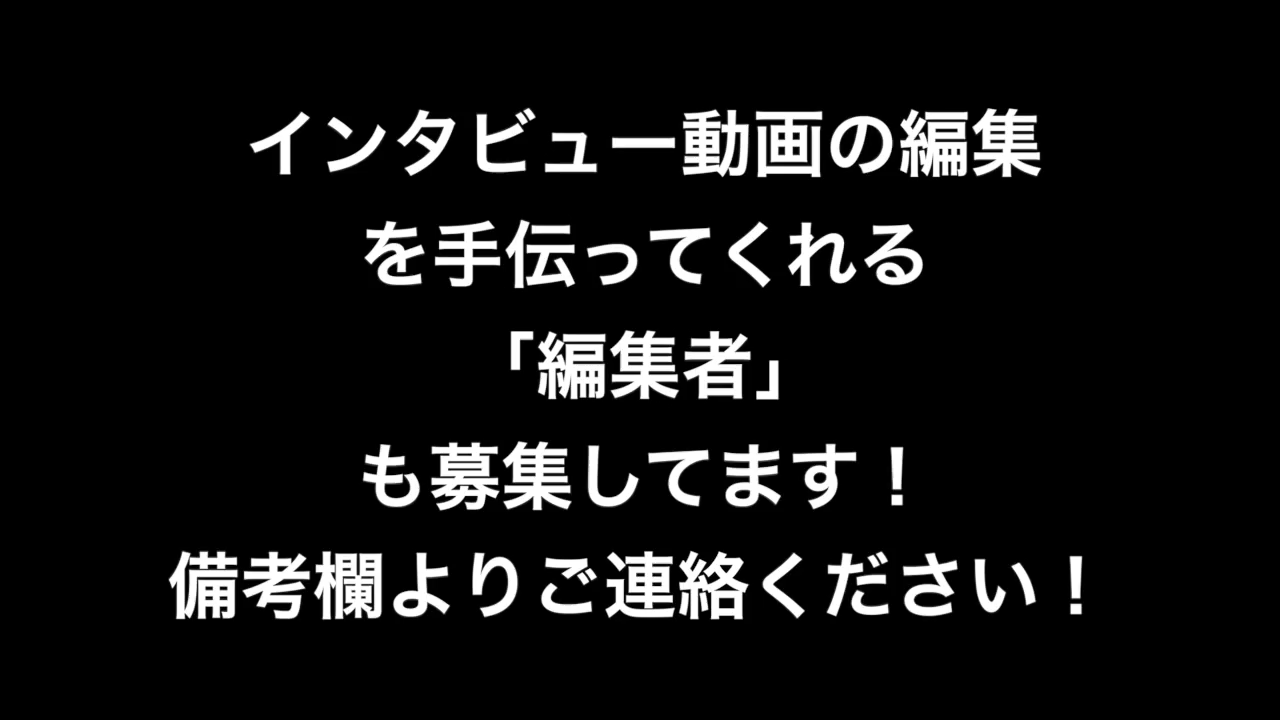 インタビュー動画の編集
を手伝ってくれる
「編集者」
も募集してます！
備考欄よりご連絡ください！